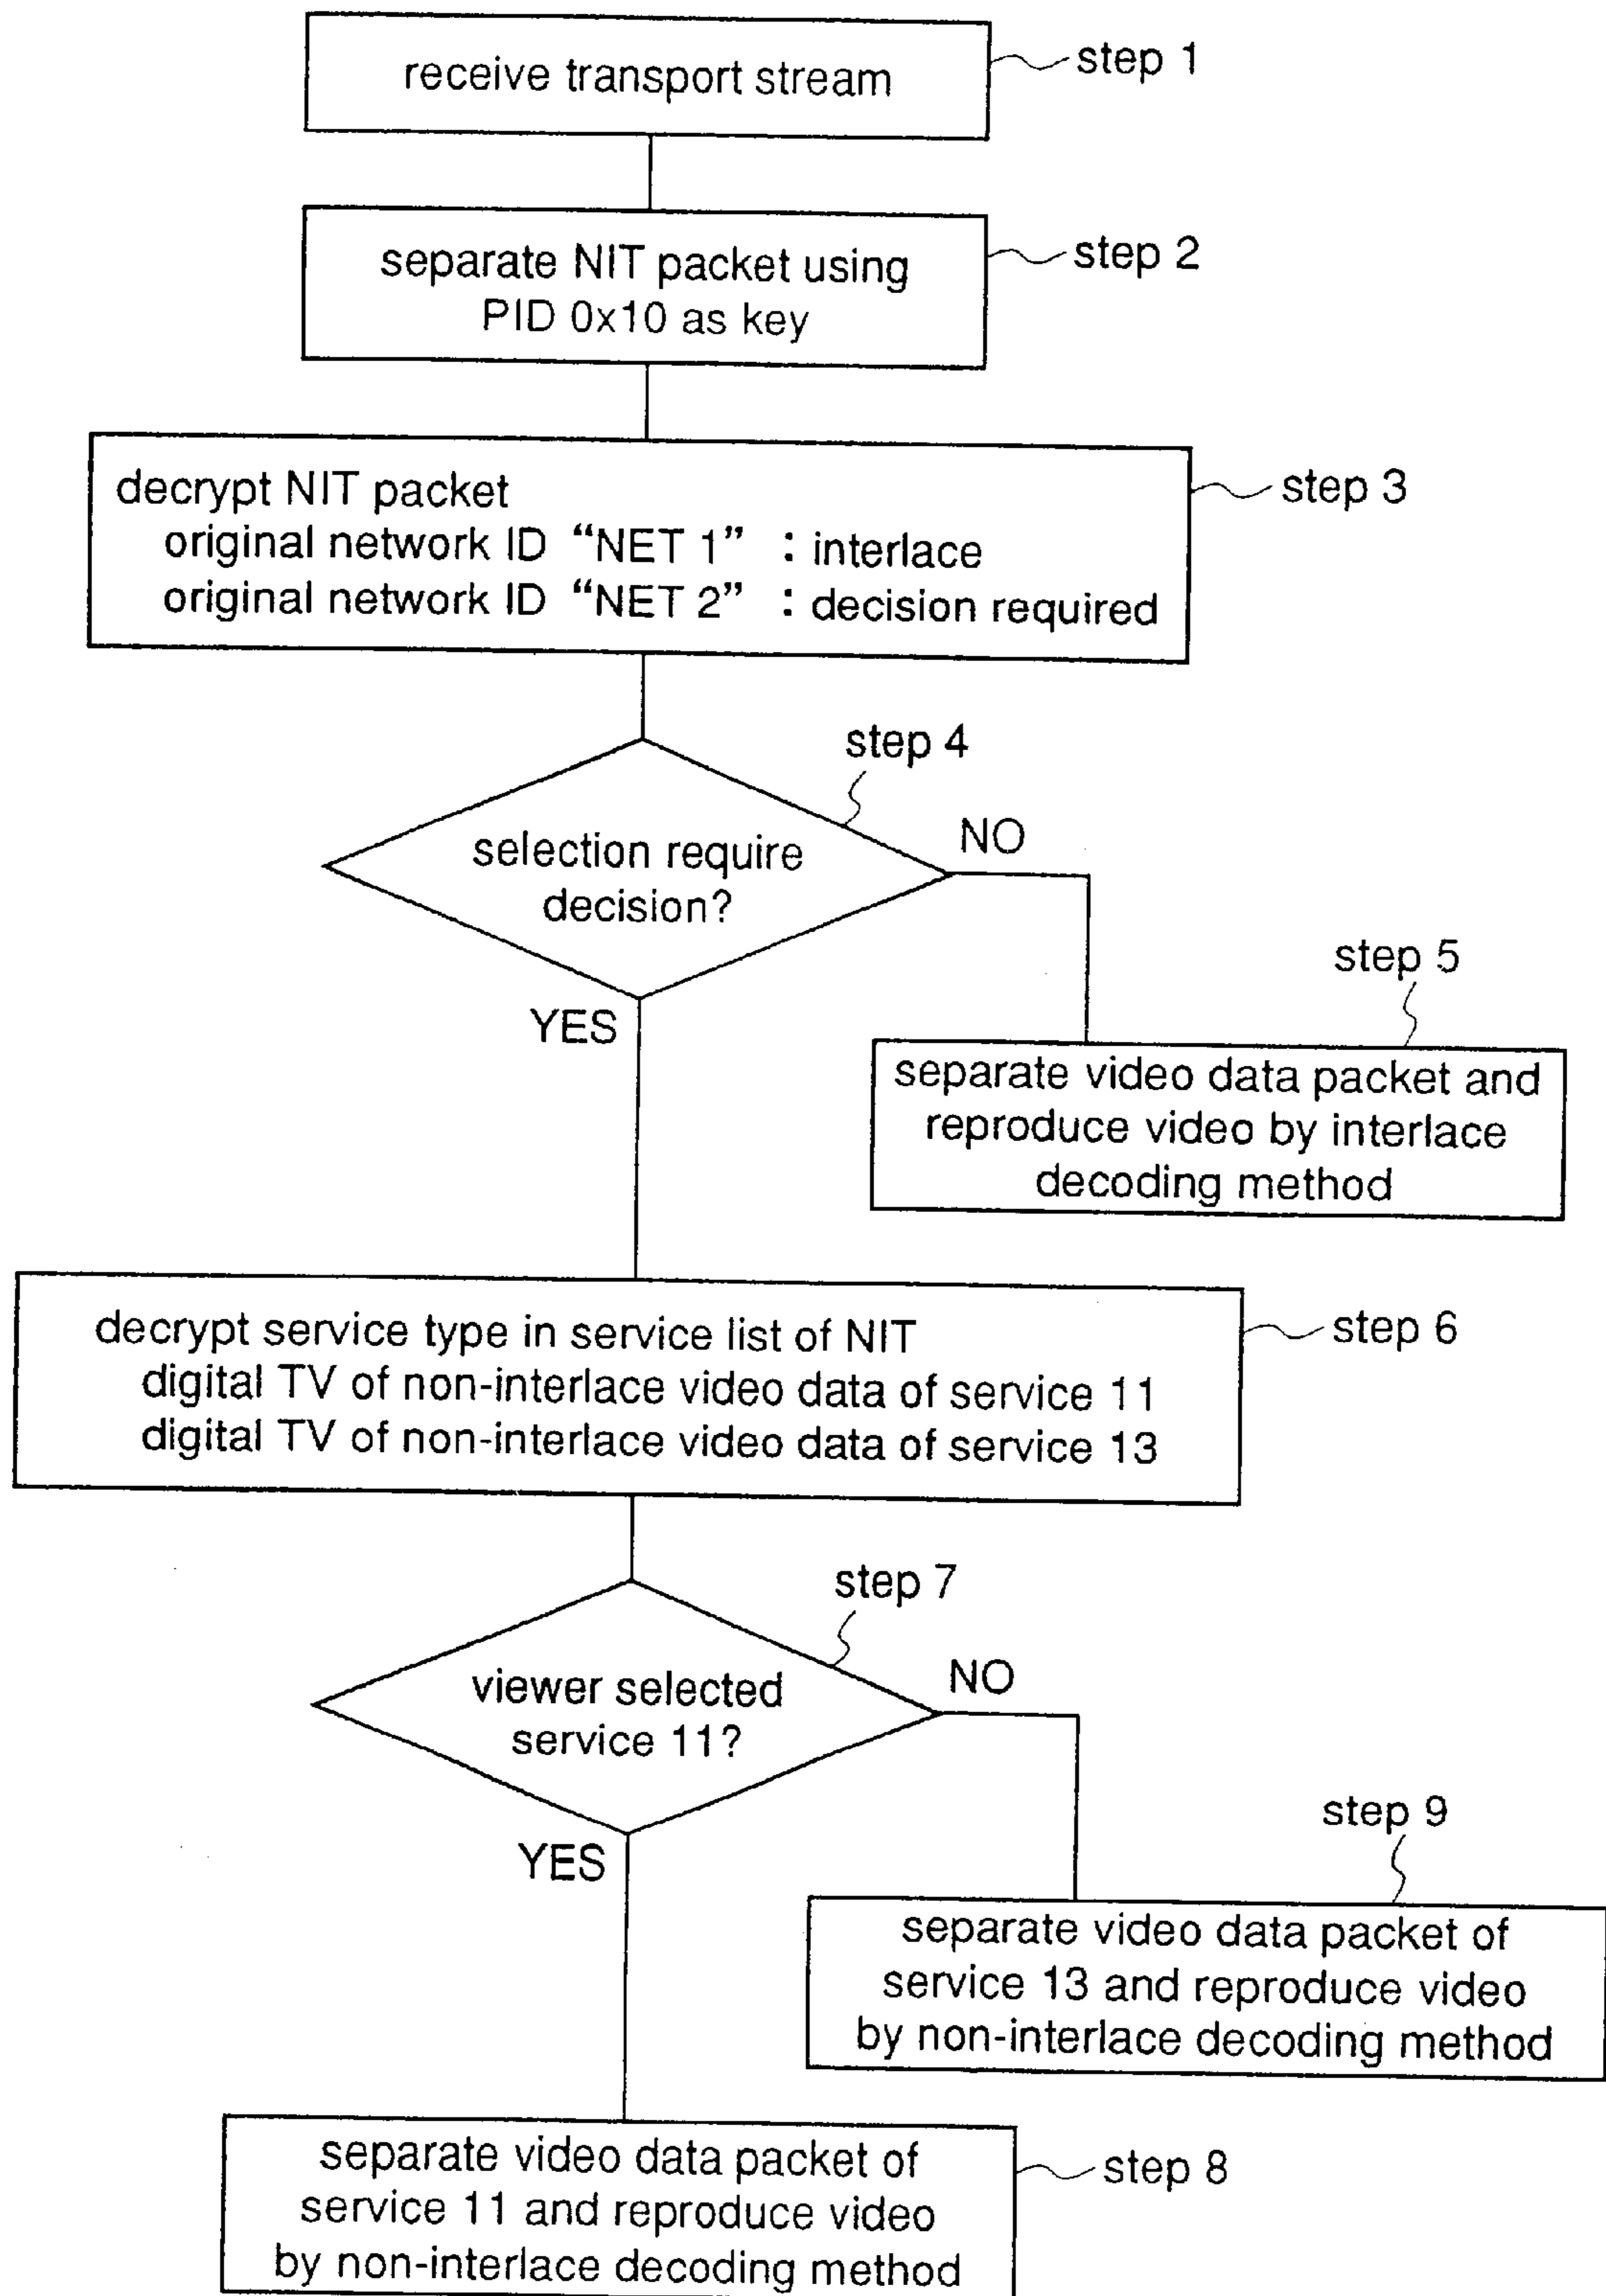 receive transport stream
step 1
separate NIT packet using
PID 0x10 as key
step 2
decrypt NIT packet
original network ID “NET 1” : interlace
original network ID “NET 2” : decision required
step 3
step 4
selection require
decision?
NO
YES
step 5
separate video data packet and
reproduce video by interlace
decoding method
decrypt service type in service list of NIT
digital TV of non-interlace video data of service 11
digital TV of non-interlace video data of service 13
step 6
step 7
viewer selected
service 11?
NO
YES
step 9
separate video data packet of
service 13 and reproduce video
by non-interlace decoding method
separate video data packet of
service 11 and reproduce video
by non-interlace decoding method
step 8